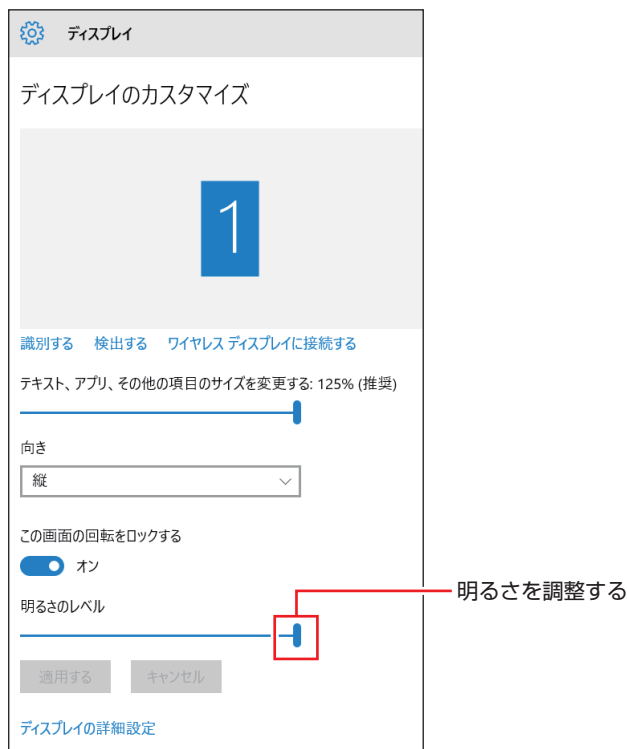 ディスプレイ
ディスプレイのカスタマイズ
1
識別する 検出する ワイヤレス ディスプレイに接続する
テキスト、アプリ、その他の項目のサイズを変更する: 125% (推奨)
向き
縦
この画面の回転をロックする
オン
明るさのレベル
明るさを調整する
適用する キャンセル
ディスプレイの詳細設定